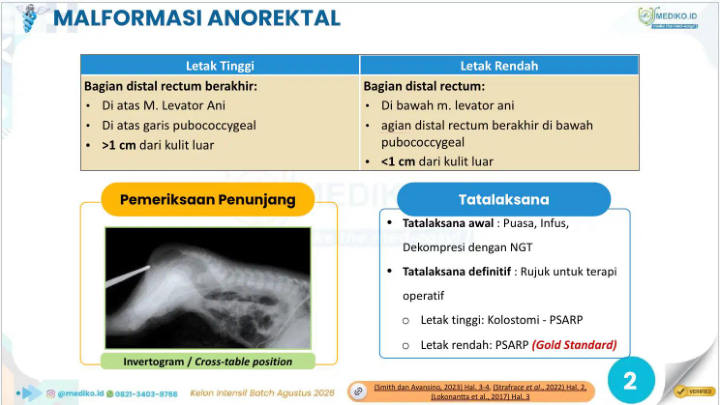 MALFORMASI ANOREKTAL
MEDIKO.ID
Letak Tinggi
Letak Rendah
Bagian distal rectum berakhir:
• Di atas M. Levator Ani
• Di atas garis pubococcygeal
• >1 cm dari kulit luar
Bagian distal rectum:
• Di bawah m. levator ani
• agian distal rectum berakhir di bawah
pubococcygeal
• <1 cm dari kulit luar
Pemeriksaan Penunjang
Invertogram / Cross-table position
Tatalaksana
• Tatalaksana awal : Puasa, Infus,
Dekompresi dengan NGT
• Tatalaksana definitif : Rujuk untuk terapi
operatif
o Letak tinggi: Kolostomi - PSARP
o Letak rendah: PSARP (Gold Standard)
@mediko.id 0821-3403-9768
Kelon Intensif Batch Agustus 2026
(Smith dan Avansino, 2023) Hal. 3-4, (Strafrace et al., 2022) Hal. 2,
(Lokonantta et al., 2017) Hal. 3
2
VERIFIED